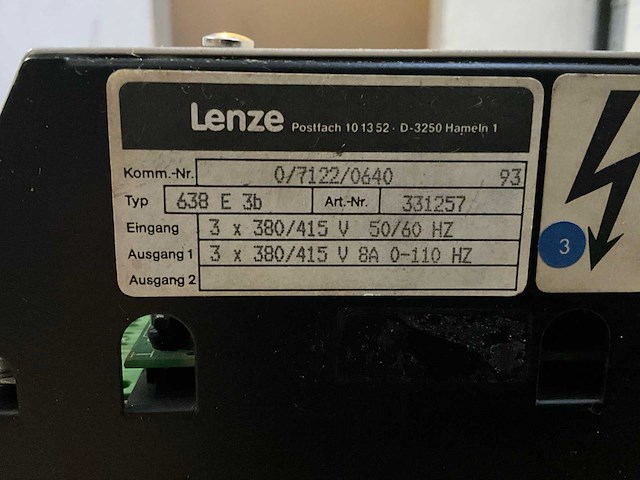 Lenze Postfach 10 13 52 · D-3250 Hameln 1
Komm.-Nr. 0/7122/0640 93
Typ 638 E 3b Art.-Nr. 331257
Eingang 3 x 380/415 V 50/60 HZ
Ausgang 1 3 x 380/415 V 8A 0-110 HZ
Ausgang 2
3